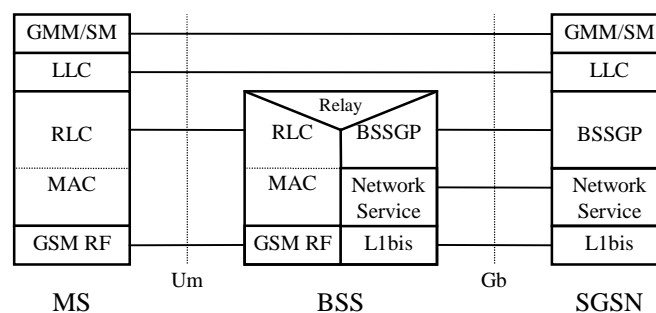 GMM/SM
LLC
RLC
MAC
GSM RF
MS
Um
Relay
RLC
BSSGP
MAC
Network
Service
GSM RF
L1bis
BSS
Gb
GMM/SM
LLC
BSSGP
Network
Service
L1bis
SGSN